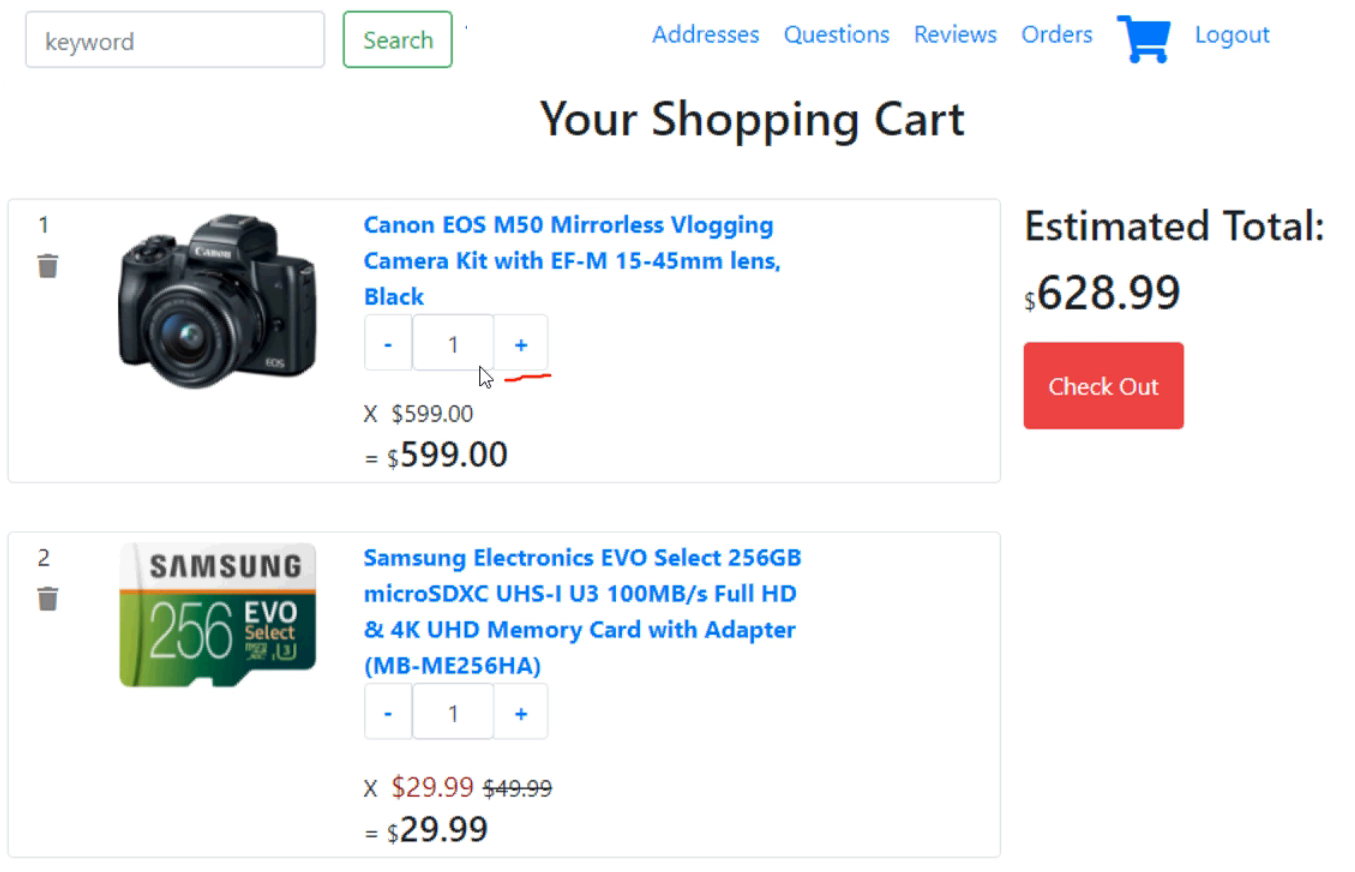 keyword
Search
Addresses Questions Reviews Orders Logout
Your Shopping Cart
1
Canon
EOS
Canon EOS M50 Mirrorless Vlogging
Camera Kit with EF-M 15-45mm lens,
Black
- 1 +
X $599.00
= $599.00
Estimated Total:
$628.99
Check Out
2
SAMSUNG
256 EVO
Select
Samsung Electronics EVO Select 256GB
microSDXC UHS-I U3 100MB/s Full HD
& 4K UHD Memory Card with Adapter
(MB-ME256HA)
- 1 +
X $29.99 $49.99
= $29.99